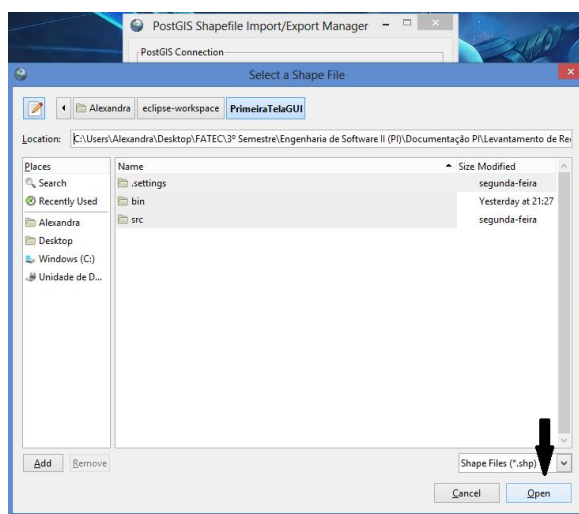 PostGIS Shapefile Import/Export Manager
PostGIS Connection
Select a Shape File
Alexandra eclipse-workspace PrimeiraTelaGUI
Location: C:\Users\Alexandra\Desktop\FATEC\3º Semestre\Engenharia de Software II (PI)\Documentação PI\Levantamento de Re
Places Name Size Modified
Search .settings segunda-feira
Recently Used bin Yesterday at 21:27
Alexandra src segunda-feira
Desktop
Windows (C:)
Unidade de D...
Add Remove Shape Files (*.shp)
Cancel Open